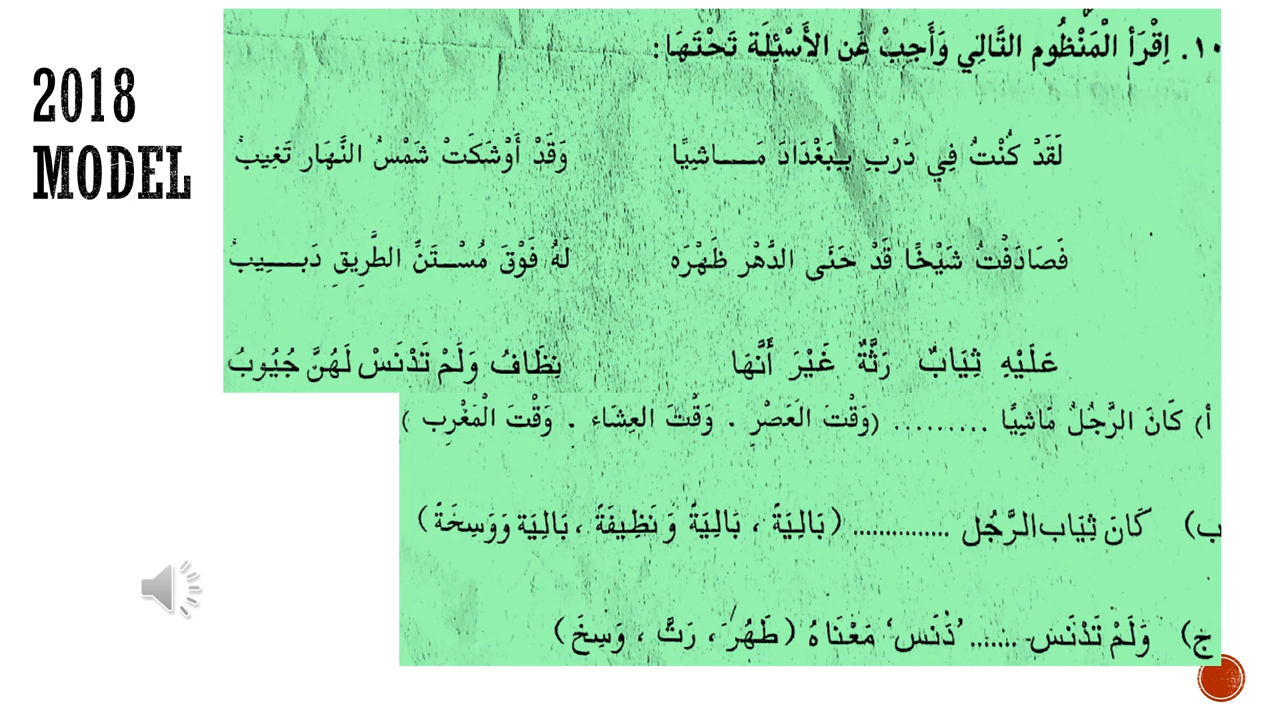 2018
MODEL
١٠. اِقْرَأ الْمَنْظُوم التَّالِي وَأَجِبْ عَن الأَسْئِلَة تَحْتَهَا:
لَقَدْ كُنْتُ فِي دَرْبِ بِبَغْدَادَ مَـــاشِيًا وَقَدْ أَوْشَكَتْ شَمْسُ النَّهَار تَغِيبُ
فَصَادَفْتُ شَيْخًا قَدْ حَنَى الدَّهْر ظَهْرَه لَهُ فَوْقَ مُسْـتَنِّ الطَّرِيقِ دَبـــِيبُ
عَلَيْهِ ثِيَابٌ رَثَّةٌ غَيْرَ أَنَّهَا نِظَافُ وَلَمْ تَدْنَسْ لَهُنَّ جُيُوبُ
أ) كَانَ الرَّجُلُ مَاشِيًا ......... (وَقْتَ العَصْرِ . وَقْتَ العِشَاء . وَقْتَ الْمَغْرِب )
ب) كَانَ ثِيَاب الرَّجُل ............... (بَالِيَةً ، بَالِيَةً وَ نَظِيفَةً ، بَالِيَة وَوَسِخَةً)
ج) وَلَمْ تَدْنَس ....... 'دَنَس' مَعْنَاهُ (طَهُرَ ، رَثَّ ، وَسِخَ)